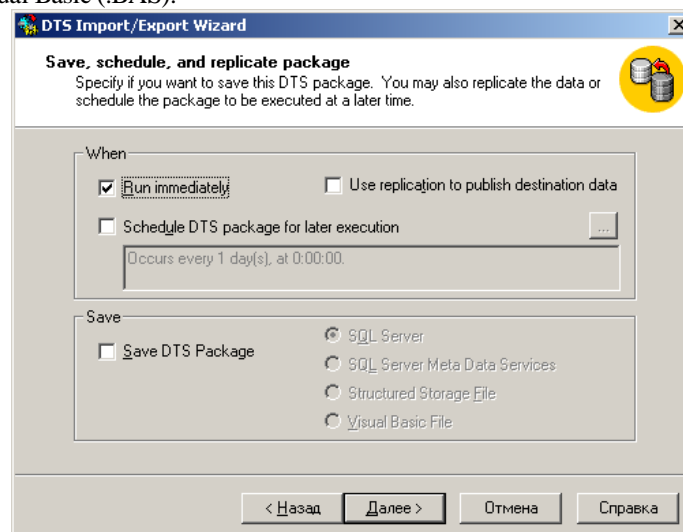 ual Basic (.BAS).
DTS Import/Export Wizard
Save, schedule, and replicate package
Specify if you want to save this DTS package. You may also replicate the data or
schedule the package to be executed at a later time.
When
Run immediately
Use replication to publish destination data
Schedule DTS package for later execution
...
Occurs every 1 day(s), at 0:00:00.
Save
Save DTS Package
SQL Server
SQL Server Meta Data Services
Structured Storage File
Visual Basic File
< Назад
Далее >
Отмена
Справка